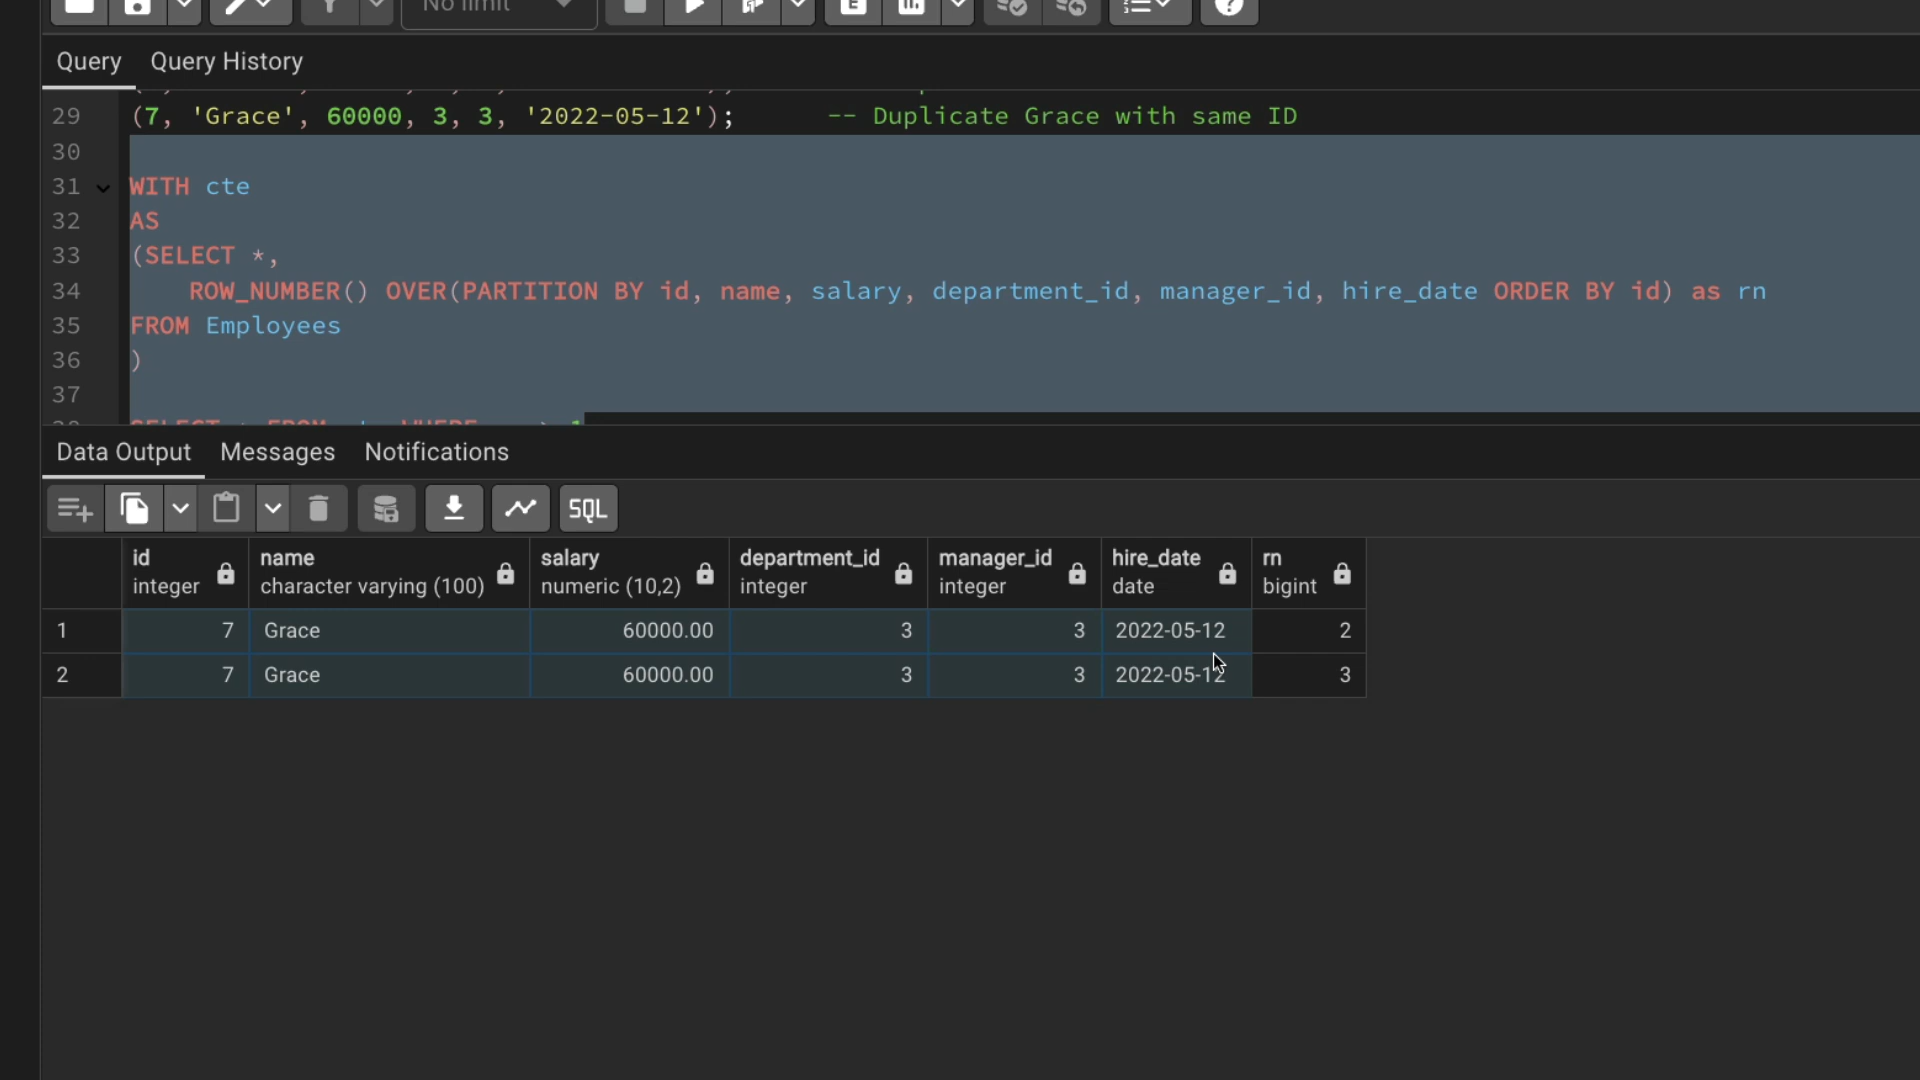 No limit
Query Query History
29 (7, 'Grace', 60000, 3, 3, '2022-05-12'); -- Duplicate Grace with same ID
30
31 WITH cte
32 AS
33 (SELECT *,
34 ROW_NUMBER() OVER(PARTITION BY id, name, salary, department_id, manager_id, hire_date ORDER BY id) as rn
35 FROM Employees
36 )
37
Data Output Messages Notifications
SQL
id name salary department_id manager_id hire_date rn
integer character varying (100) numeric (10,2) integer integer date bigint
1 7 Grace 60000.00 3 3 2022-05-12 2
2 7 Grace 60000.00 3 3 2022-05-12 3